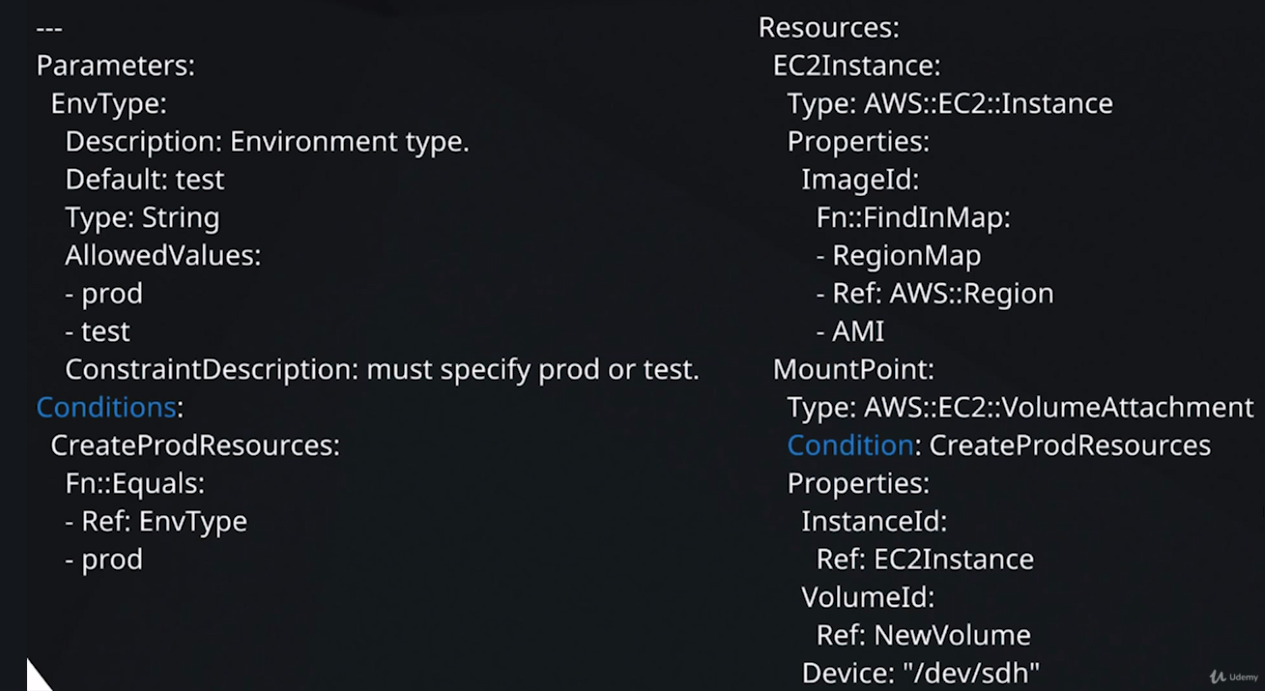 ---
Parameters:
EnvType:
Description: Environment type.
Default: test
Type: String
AllowedValues:
- prod
- test
ConstraintDescription: must specify prod or test.
Conditions:
CreateProdResources:
Fn::Equals:
- Ref: EnvType
- prod
Resources:
EC2Instance:
Type: AWS::EC2::Instance
Properties:
ImageId:
Fn::FindInMap:
- RegionMap
- Ref: AWS::Region
- AMI
MountPoint:
Type: AWS::EC2::VolumeAttachment
Condition: CreateProdResources
Properties:
InstanceId:
Ref: EC2Instance
VolumeId:
Ref: NewVolume
Device: "/dev/sdh"
Udemy